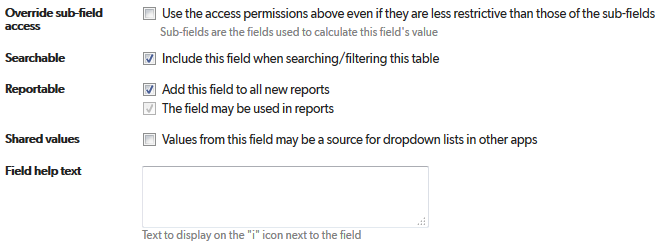 Override sub-field access
Use the access permissions above even if they are less restrictive than those of the sub-fields
Sub-fields are the fields used to calculate this field's value
Searchable
Include this field when searching/filtering this table
Reportable
Add this field to all new reports
The field may be used in reports
Shared values
Values from this field may be a source for dropdown lists in other apps
Field help text
Text to display on the "i" icon next to the field